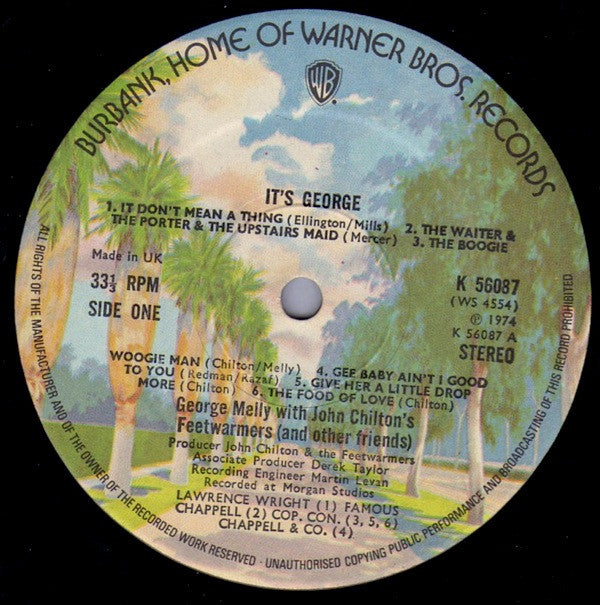 BURBANK, HOME OF WARNER BROS. RECORDS
WB
IT'S GEORGE
1. IT DON'T MEAN A THING (Ellington/Mills) 2. THE WAITER &
THE PORTER & THE UPSTAIRS MAID (Mercer) 3. THE BOOGIE
Made in UK
33⅓ RPM
SIDE ONE
K 56087
(WS 4554)
℗ 1974
K 56087 A
STEREO
WOOGIE MAN (Chilton/Melly) 4. GEE BABY AIN'T I GOOD
TO YOU (Redman/Razaf) 5. GIVE HER A LITTLE DROP
MORE (Chilton) 6. THE FOOD OF LOVE (Chilton)
George Melly with John Chilton's
Feetwarmers (and other friends)
Producer John Chilton & the Feetwarmers
Associate Producer Derek Taylor
Recording Engineer Martin Levan
Recorded at Morgan Studios
LAWRENCE WRIGHT (1) FAMOUS
CHAPPELL (2) COP. CON. (3, 5, 6)
CHAPPELL & CO. (4)
ALL RIGHTS OF THE MANUFACTURER AND OF THE OWNER OF THE RECORDED WORK RESERVED · UNAUTHORISED COPYING PUBLIC PERFORMANCE AND BROADCASTING OF THIS RECORD PROHIBITED